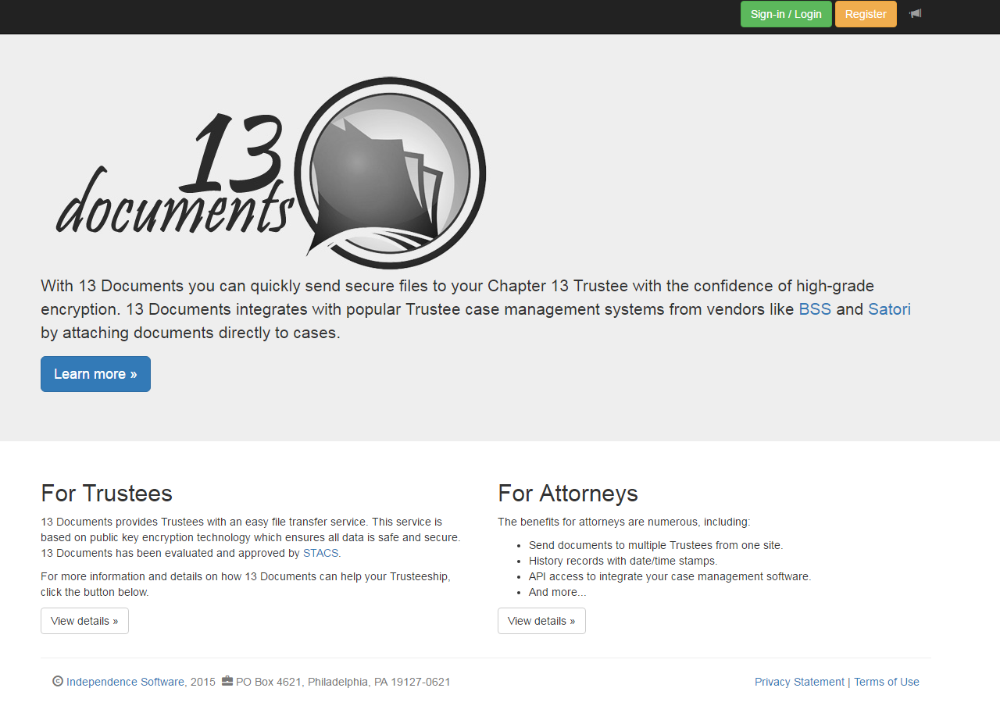 Sign-in / Login Register
13
documents
With 13 Documents you can quickly send secure files to your Chapter 13 Trustee with the confidence of high-grade
encryption. 13 Documents integrates with popular Trustee case management systems from vendors like BSS and Satori
by attaching documents directly to cases.
Learn more »
For Trustees
13 Documents provides Trustees with an easy file transfer service. This service is
based on public key encryption technology which ensures all data is safe and secure.
13 Documents has been evaluated and approved by STACS.
For more information and details on how 13 Documents can help your Trusteeship,
click the button below.
View details »
For Attorneys
The benefits for attorneys are numerous, including:
• Send documents to multiple Trustees from one site.
• History records with date/time stamps.
• API access to integrate your case management software.
• And more...
View details »
© Independence Software, 2015 PO Box 4621, Philadelphia, PA 19127-0621
Privacy Statement | Terms of Use